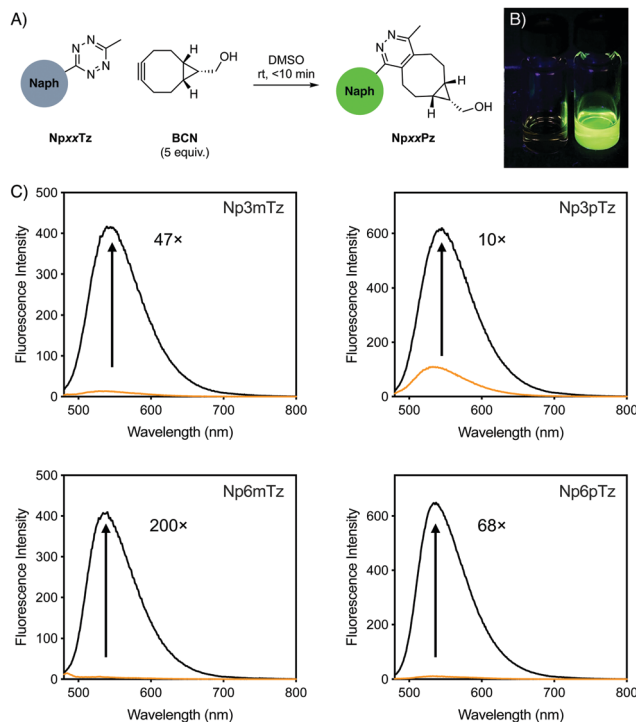 A)
B)
Naph
N
N
N
N
NpxxTz
H
H
OH
BCN
(5 equiv.)
DMSO
rt, <10 min
N
N
Naph
H
H
OH
NpxxPz
C)
Np3mTz
47×
Fluorescence Intensity
500
400
300
200
100
0
500
600
700
800
Wavelength (nm)
Np3pTz
10×
Fluorescence Intensity
600
400
200
0
500
600
700
800
Wavelength (nm)
Np6mTz
200×
Fluorescence Intensity
500
400
300
200
100
0
500
600
700
800
Wavelength (nm)
Np6pTz
68×
Fluorescence Intensity
600
400
200
0
500
600
700
800
Wavelength (nm)